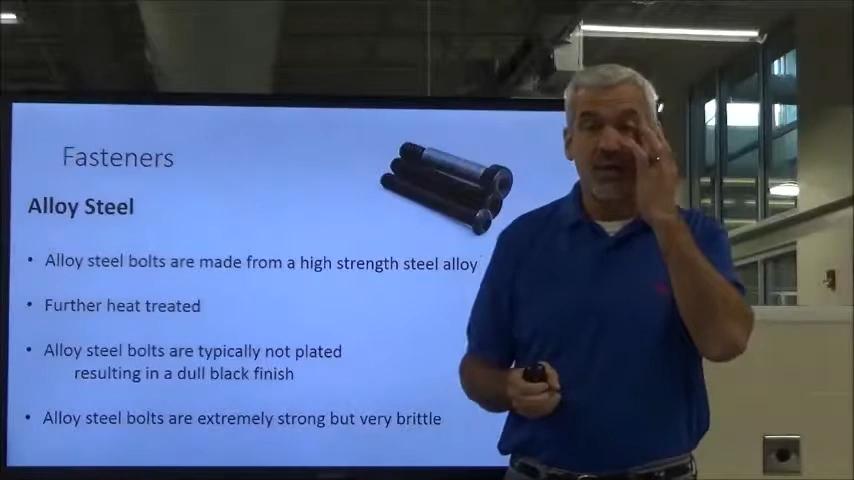 Fasteners
Alloy Steel
• Alloy steel bolts are made from a high strength steel alloy
• Further heat treated
• Alloy steel bolts are typically not plated
resulting in a dull black finish
• Alloy steel bolts are extremely strong but very brittle